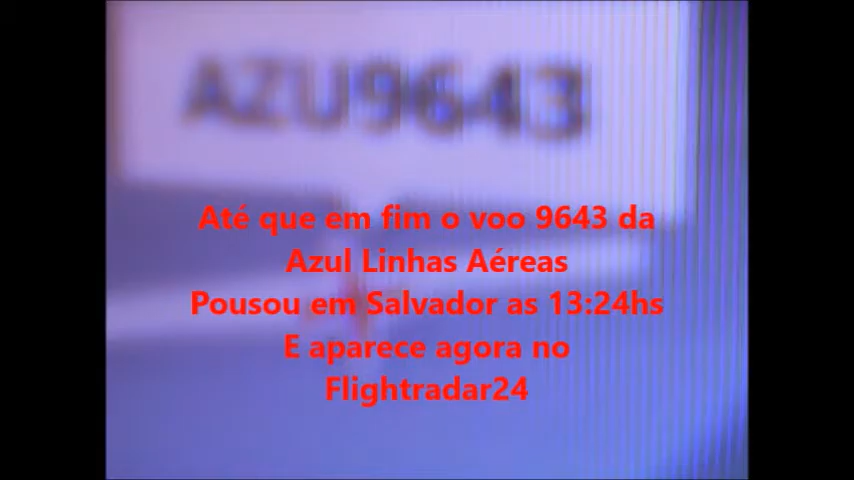 AZU9643
Até que em fim o voo 9643 da
Azul Linhas Aéreas
Pousou em Salvador as 13:24hs
E aparece agora no
Flightradar24